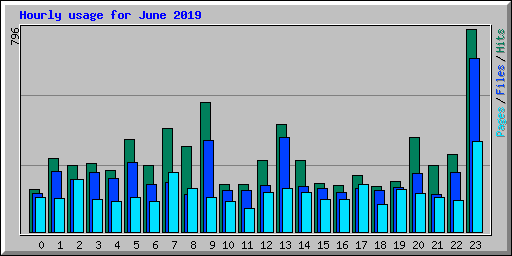 Hourly usage for June 2019
796
Pages / Files / Hits
0 1 2 3 4 5 6 7 8 9 10 11 12 13 14 15 16 17 18 19 20 21 22 23